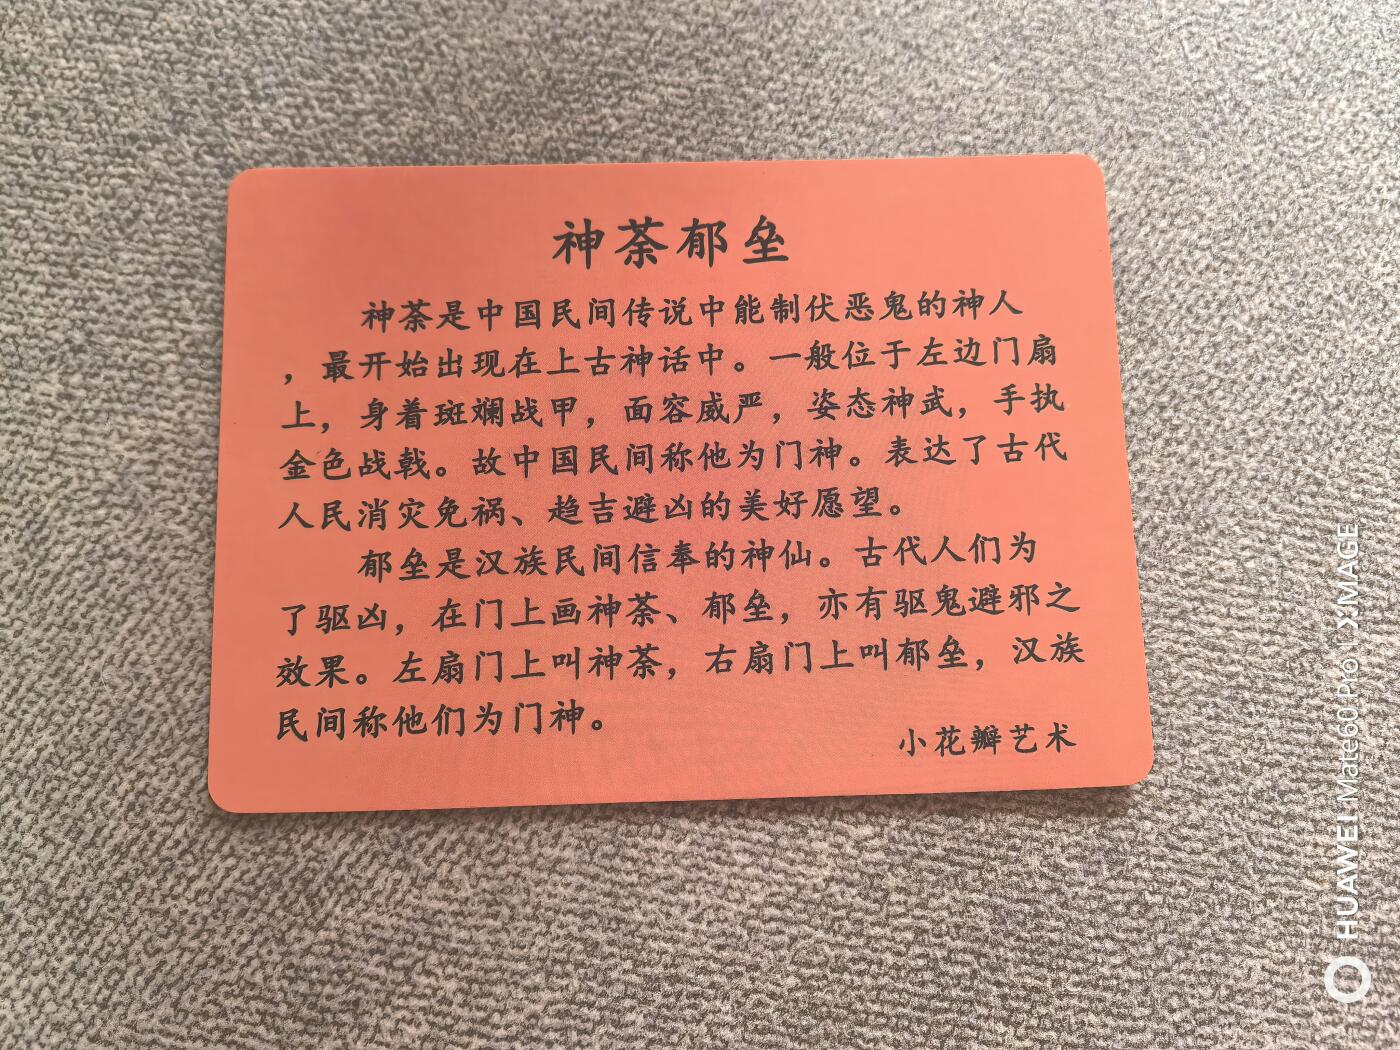 神荼郁垒
神荼是中国民间传说中能制伏恶鬼的神人
，最开始出现在上古神话中。一般位于左边门扇
上，身着斑斓战甲，面容威严，姿态神武，手执
金色战戟。故中国民间称他为门神。表达了古代
人民消灾免祸、趋吉避凶的美好愿望。
郁垒是汉族民间信奉的神仙。古代人们为
了驱凶，在门上画神荼、郁垒，亦有驱鬼避邪之
效果。左扇门上叫神荼，右扇门上叫郁垒，汉族
民间称他们为门神。
小花瓣艺术
HUAWEI Mate60 Pro | XMAGE